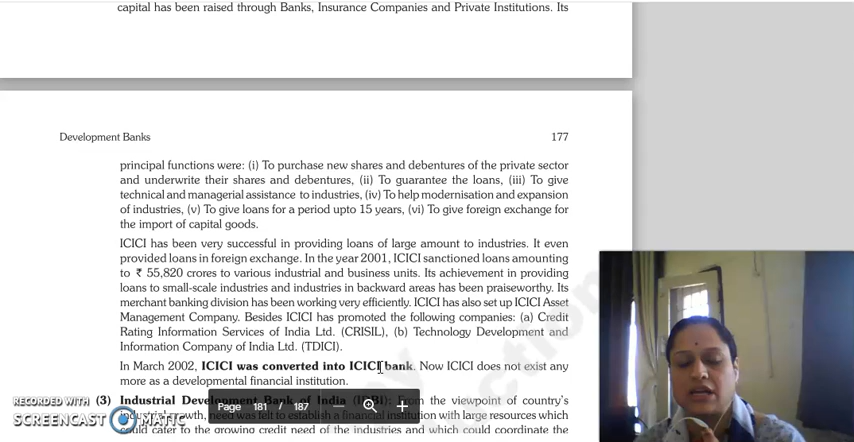 capital has been raised through Banks, Insurance Companies and Private Institutions. Its
Development Banks 177
principal functions were: (i) To purchase new shares and debentures of the private sector
and underwrite their shares and debentures, (ii) To guarantee the loans, (iii) To give
technical and managerial assistance to industries, (iv) To help modernisation and expansion
of industries, (v) To give loans for a period upto 15 years, (vi) To give foreign exchange for
the import of capital goods.
ICICI has been very successful in providing loans of large amount to industries. It even
provided loans in foreign exchange. In the year 2001, ICICI sanctioned loans amounting
to ₹ 55,820 crores to various industrial and business units. Its achievement in providing
loans to small-scale industries and industries in backward areas has been praiseworthy. Its
merchant banking division has been working very efficiently. ICICI has also set up ICICI Asset
Management Company. Besides ICICI has promoted the following companies: (a) Credit
Rating Information Services of India Ltd. (CRISIL), (b) Technology Development and
Information Company of India Ltd. (TDICI).
In March 2002, ICICI was converted into ICICI bank. Now ICICI does not exist any
more as a developmental financial institution.
(3) Industrial Development Bank of India (IDBI): From the viewpoint of country's
industrial growth, need was felt to establish a financial institution with large resources which
could cater to the growing credit need of the industries and which could coordinate the
Page 181 / 187
RECORDED WITH
SCREENCAST MATIC